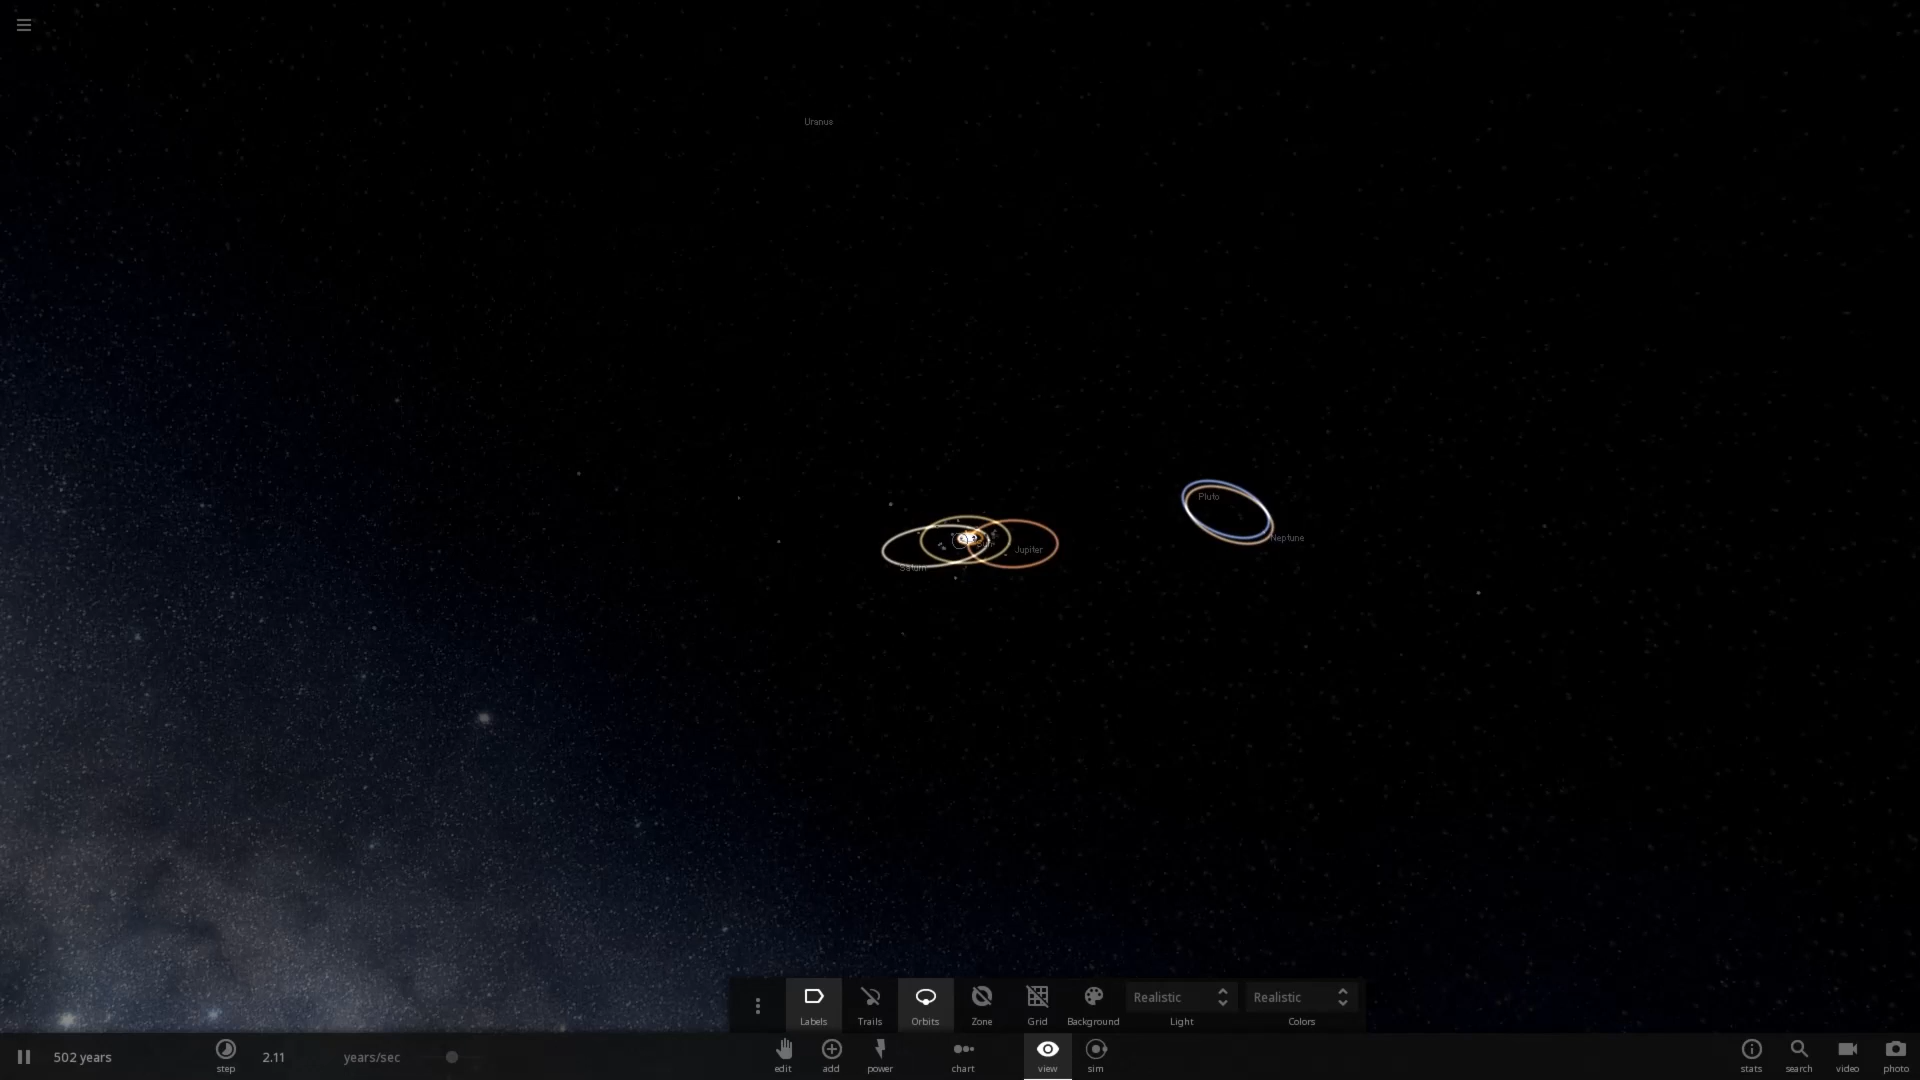 Uranus
Pluto
Neptune
Jupiter
Saturn
Realistic
Realistic
Labels
Trails
Orbits
Zone
Grid
Background
Light
Colors
502 years
step
2.11
years/sec
edit
add
power
chart
view
sim
stats
search
video
photo